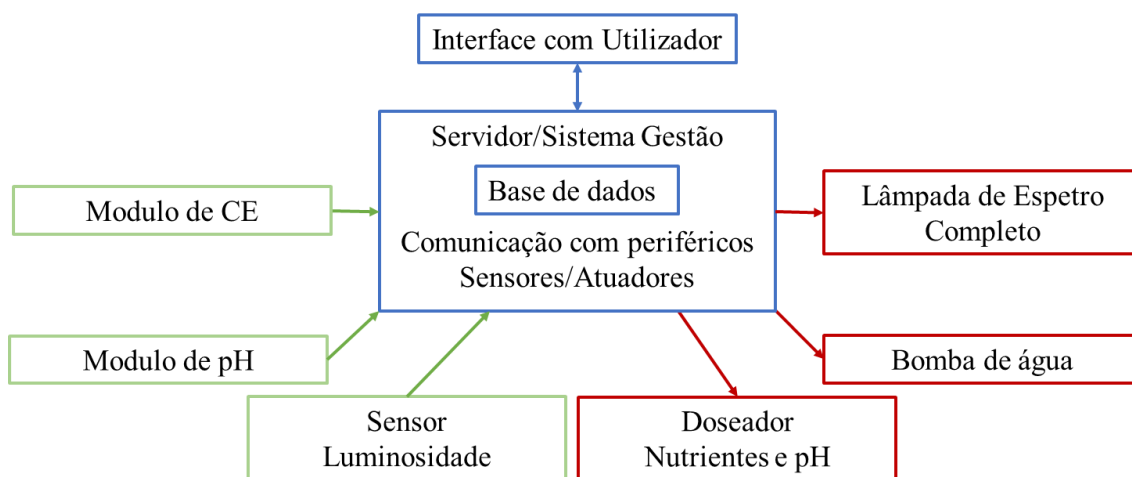 Interface com Utilizador
Servidor/Sistema Gestão
Base de dados
Comunicação com periféricos
Sensores/Atuadores
Modulo de CE
Lâmpada de Espetro
Completo
Modulo de pH
Bomba de água
Sensor
Luminosidade
Doseador
Nutrientes e pH